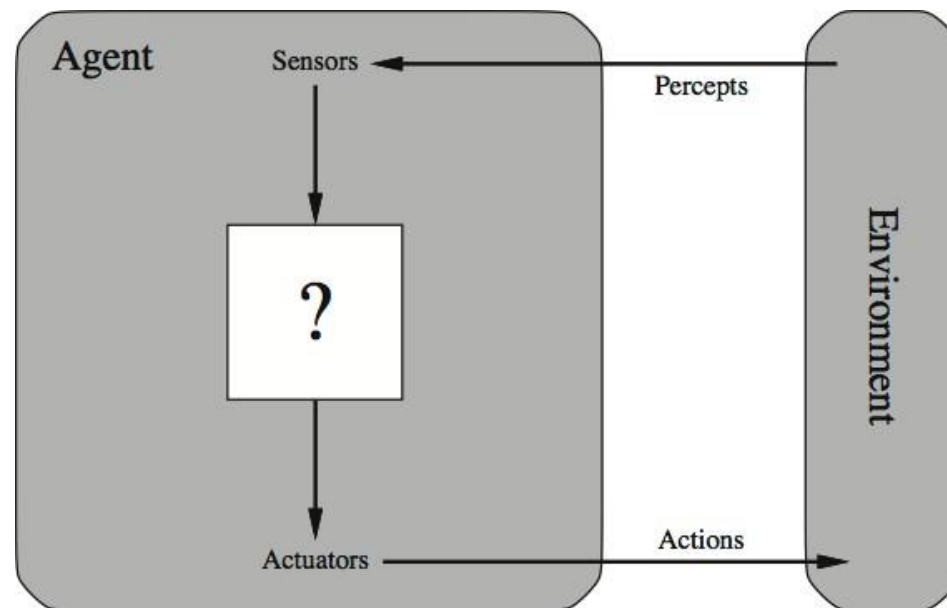 Agent
Sensors
Percepts
?
Environment
Actuators
Actions